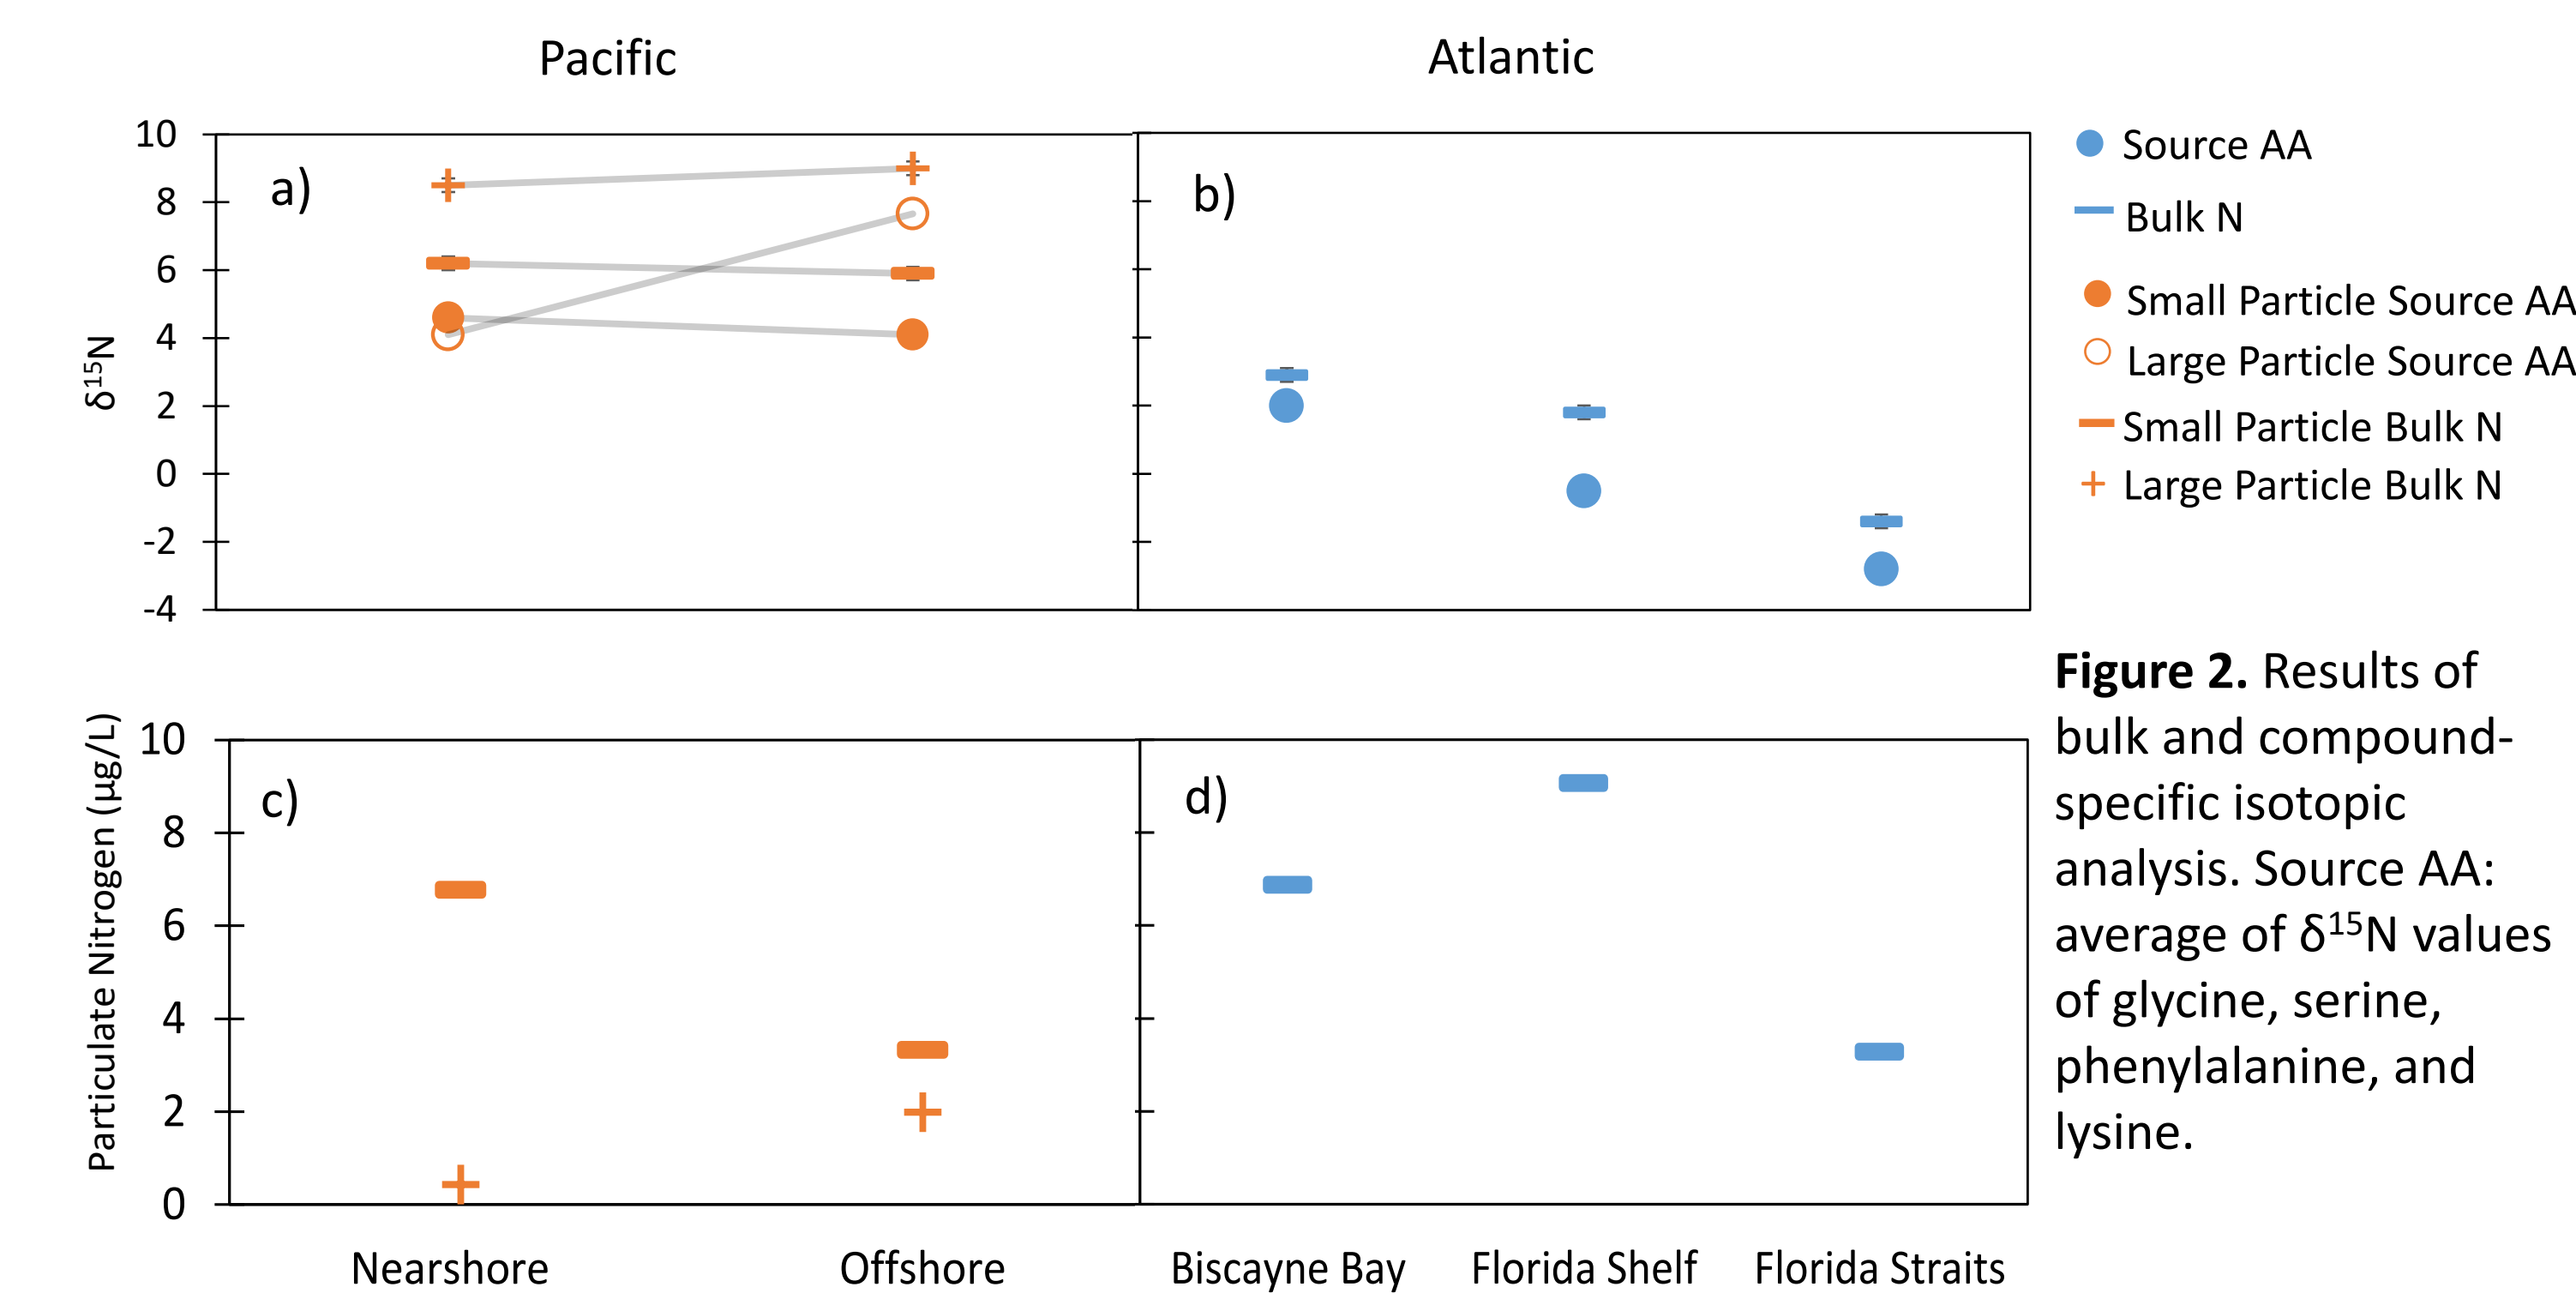 Pacific
Atlantic
10
8
6
4
2
0
-2
-4
δ¹⁵N
a)
b)
Source AA
Bulk N
Small Particle Source AA
Large Particle Source AA
Small Particle Bulk N
Large Particle Bulk N
10
8
6
4
2
0
Particulate Nitrogen (µg/L)
c)
d)
Nearshore
Offshore
Biscayne Bay
Florida Shelf
Florida Straits
Figure 2. Results of
bulk and compound-
specific isotopic
analysis. Source AA:
average of δ¹⁵N values
of glycine, serine,
phenylalanine, and
lysine.